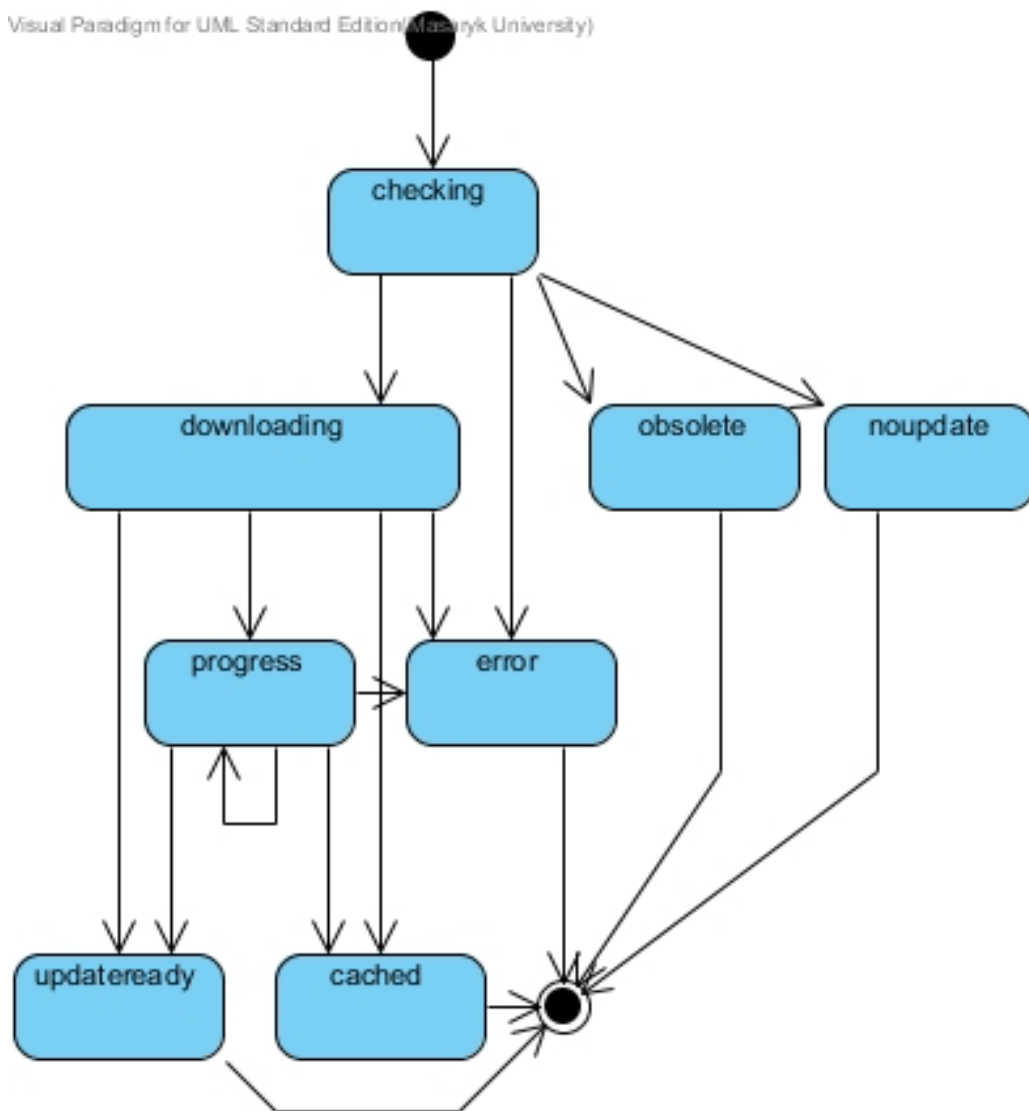 Visual Paradigm for UML Standard Edition(Masaryk University)
checking
downloading
obsolete
noupdate
progress
error
updateready
cached